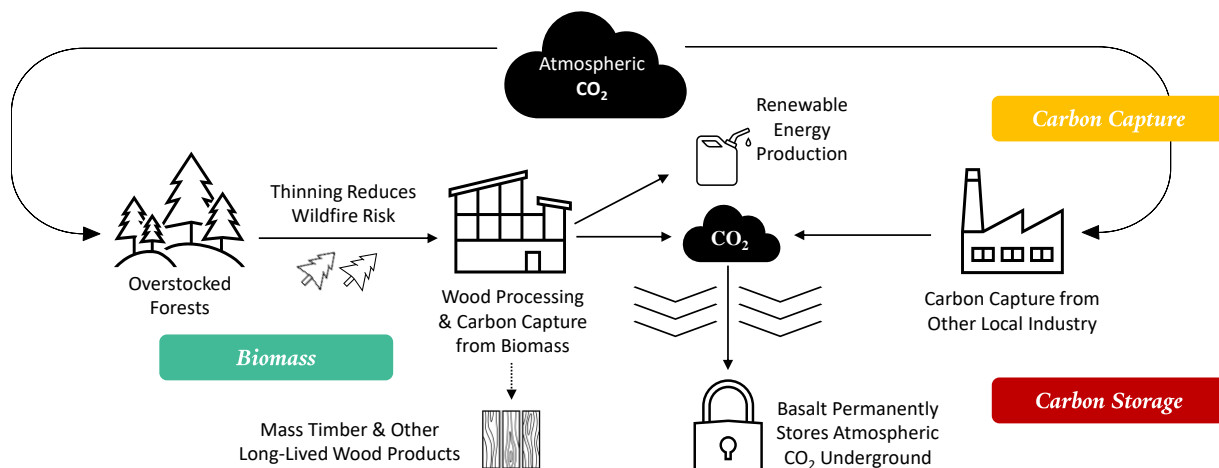 Atmospheric
CO₂
Carbon Capture
Renewable
Energy
Production
Thinning Reduces
Wildfire Risk
CO₂
Overstocked
Forests
Wood Processing
& Carbon Capture
from Biomass
Carbon Capture from
Other Local Industry
Biomass
Carbon Storage
Mass Timber & Other
Long-Lived Wood Products
Basalt Permanently
Stores Atmospheric
CO₂ Underground